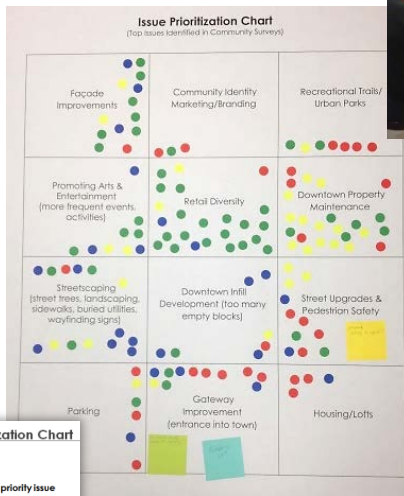 Issue Prioritization Chart
(Top Issues Identified in Community Surveys)
Façade
Improvements
Community Identity
Marketing/Branding
Recreational Trails/
Urban Parks
Promoting Arts &
Entertainment
(more frequent events,
activities)
Retail Diversity
Downtown Property
Maintenance
Streetscaping
(street trees, landscaping,
sidewalks, buried utilities,
wayfinding signs)
Downtown Infill
Development (too many
empty blocks)
Street Upgrades &
Pedestrian Safety
Parking
Gateway
Improvement
(entrance into town)
Housing/Lofts
zation Chart
priority issue